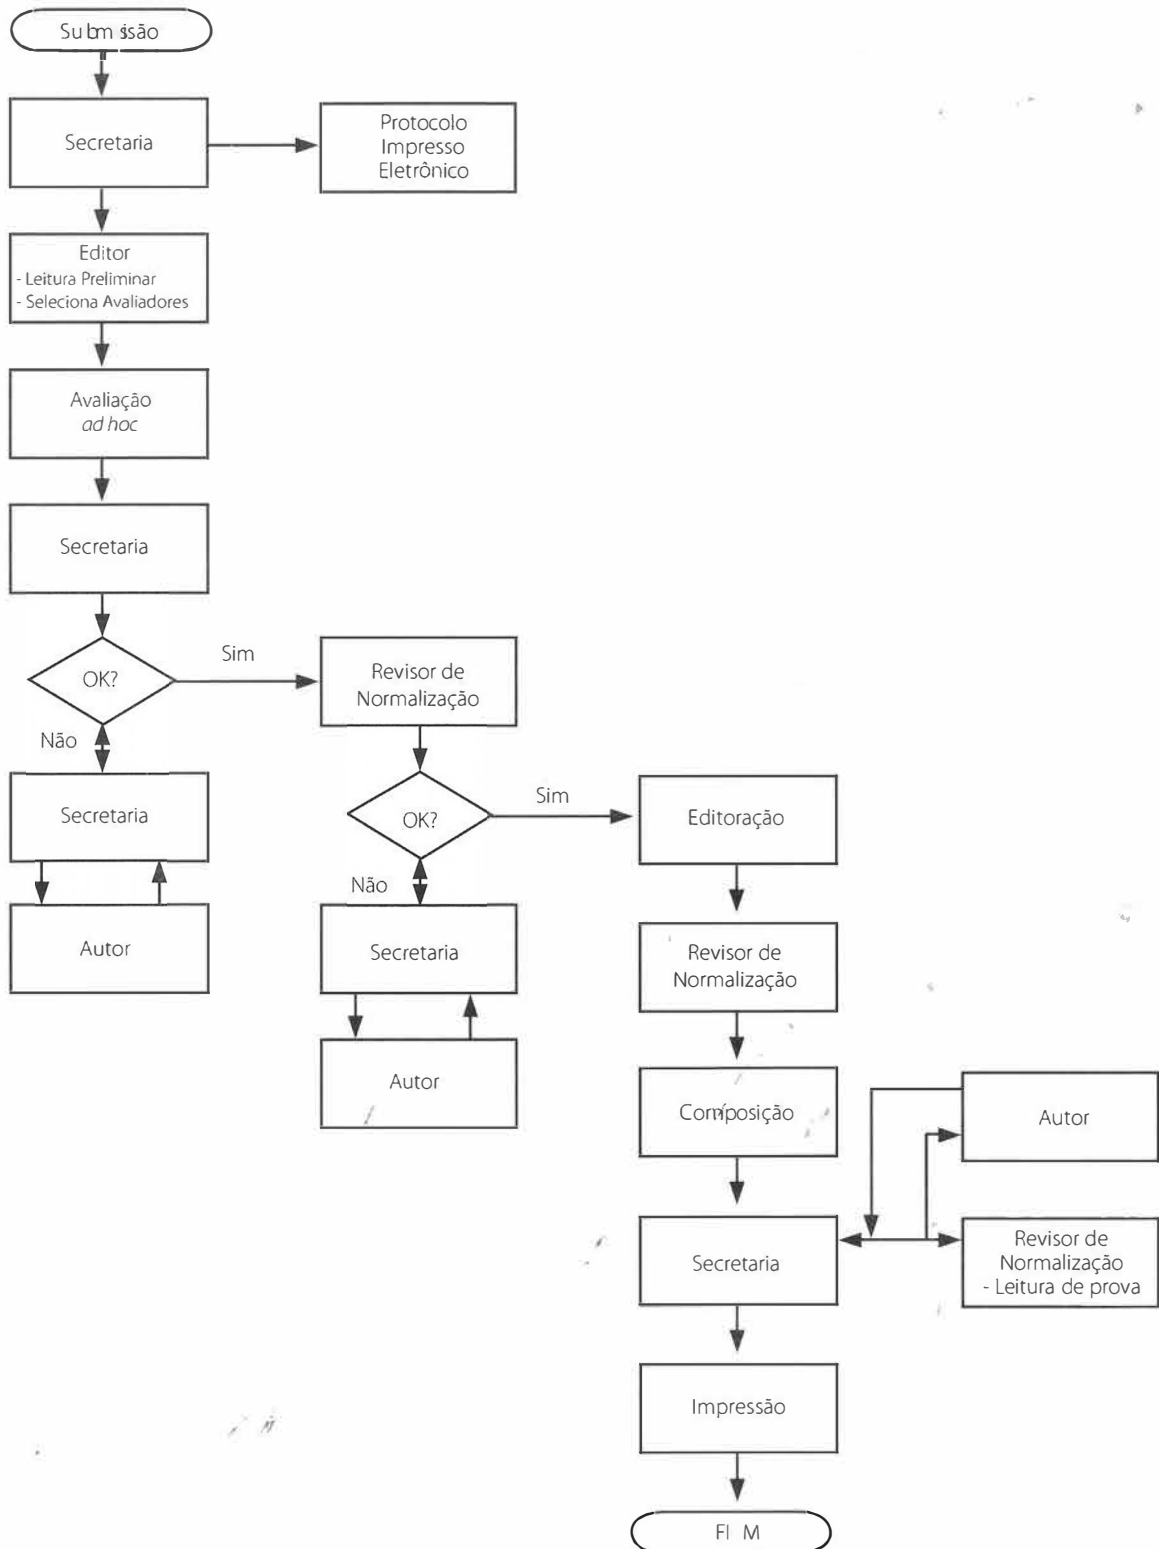 Submissão
Secretaria
Protocolo
Impresso
Eletrônico
Editor
- Leitura Preliminar
- Seleciona Avaliadores
Avaliação
ad hoc
Secretaria
OK?
Sim
Não
Secretaria
Autor
Revisor de
Normalização
OK?
Sim
Não
Secretaria
Autor
Editoração
Revisor de
Normalização
Composição
Secretaria
Autor
Revisor de
Normalização
- Leitura de prova
Impressão
FIM